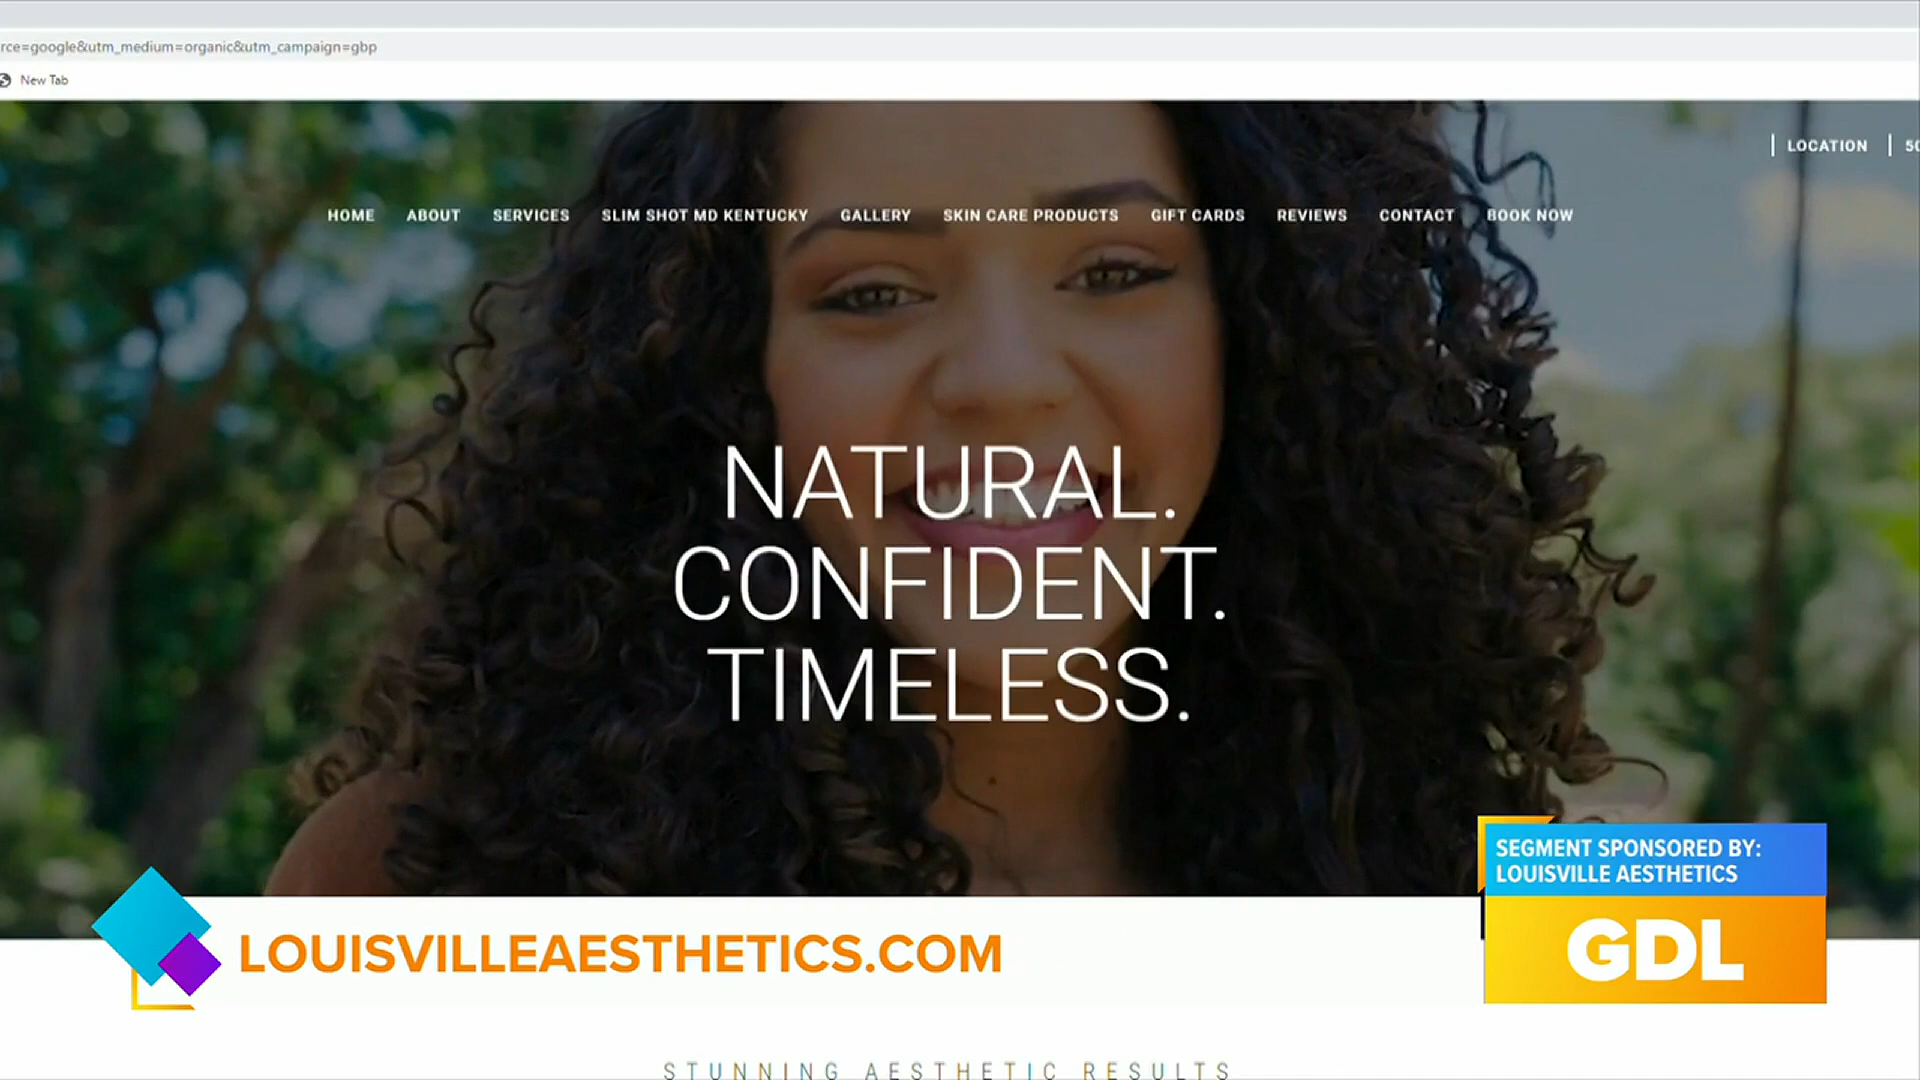 rce=google&utm_medium=organic&utm_campaign=gbp
New Tab
LOCATION
HOME ABOUT SERVICES SLIM SHOT MD KENTUCKY GALLERY SKIN CARE PRODUCTS GIFT CARDS REVIEWS CONTACT BOOK NOW
NATURAL.
CONFIDENT.
TIMELESS.
SEGMENT SPONSORED BY:
LOUISVILLE AESTHETICS
GDL
LOUISVILLEAESTHETICS.COM
STUNNING AESTHETIC RESULTS